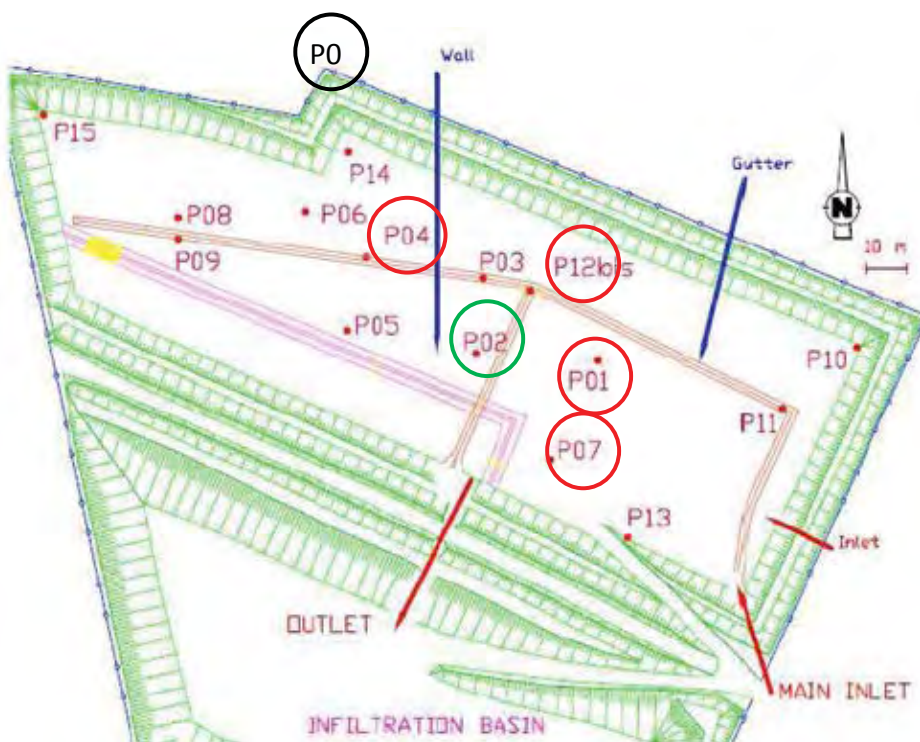 P0
Wall
P15
P14
Gutter
P08
P06
P04
N
P09
P03
P12bis
10 m
P05
P02
P10
P01
P11
P07
P13
Inlet
OUTLET
MAIN INLET
INFILTRATION BASIN